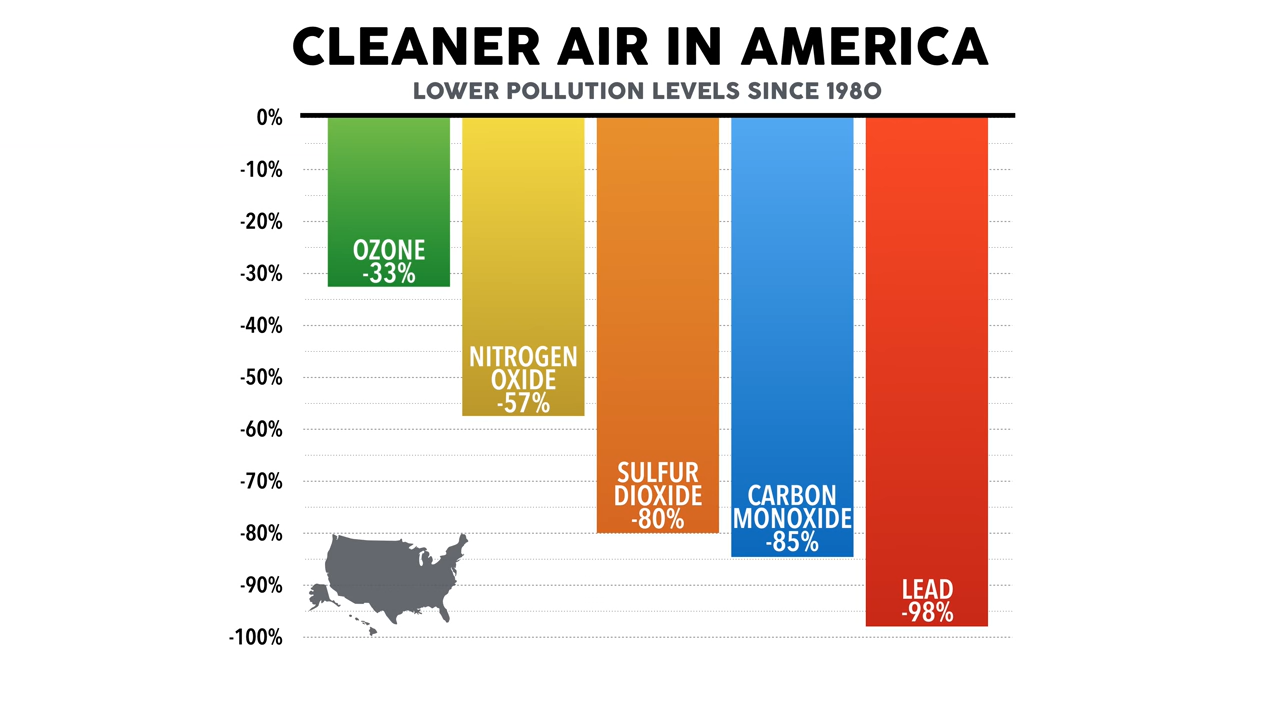 CLEANER AIR IN AMERICA
LOWER POLLUTION LEVELS SINCE 1980
0%
-10%
-20%
-30%
-40%
-50%
-60%
-70%
-80%
-90%
-100%
OZONE
-33%
NITROGEN
OXIDE
-57%
SULFUR
DIOXIDE
-80%
CARBON
MONOXIDE
-85%
LEAD
-98%